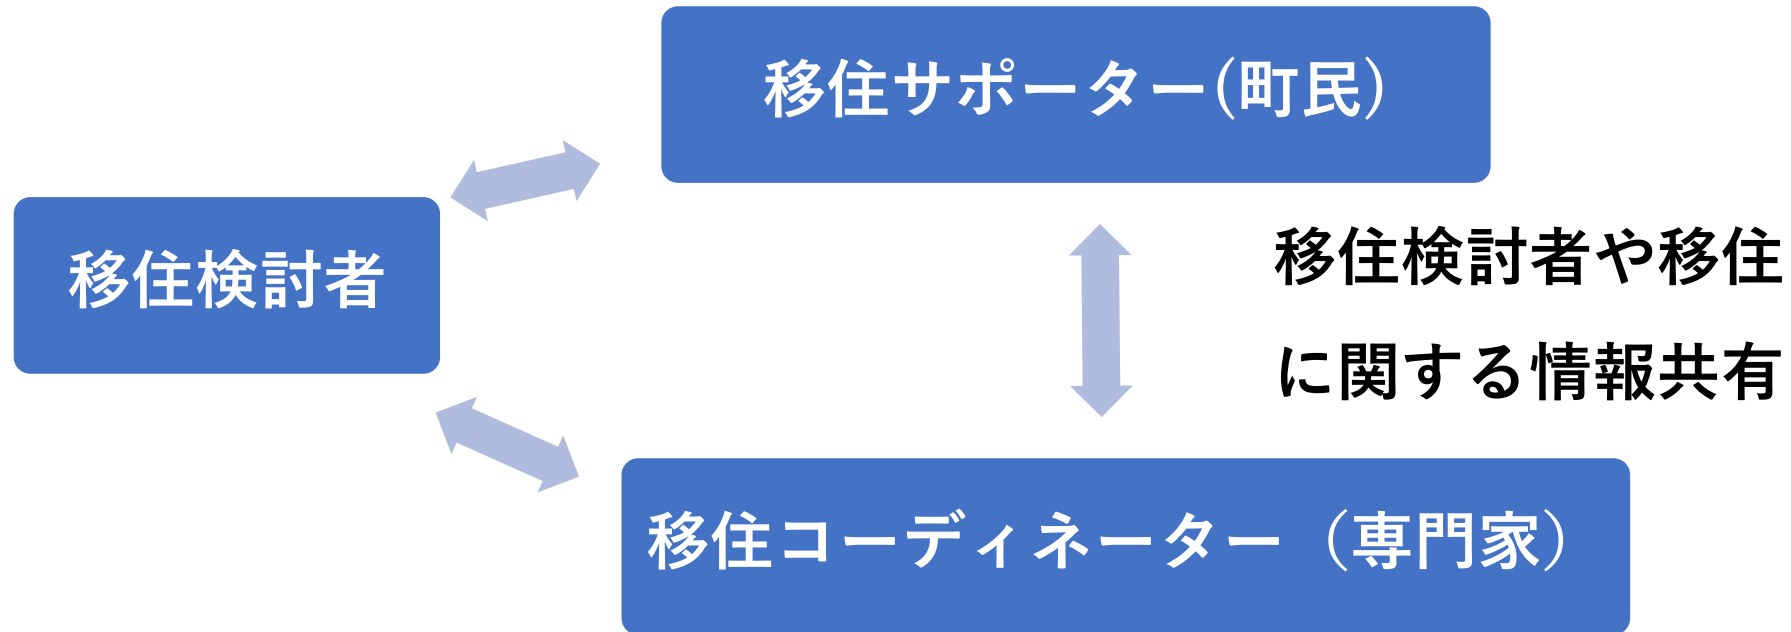 移住サポーター(町民)
移住検討者
移住検討者や移住
に関する情報共有
移住コーディネーター（専門家）